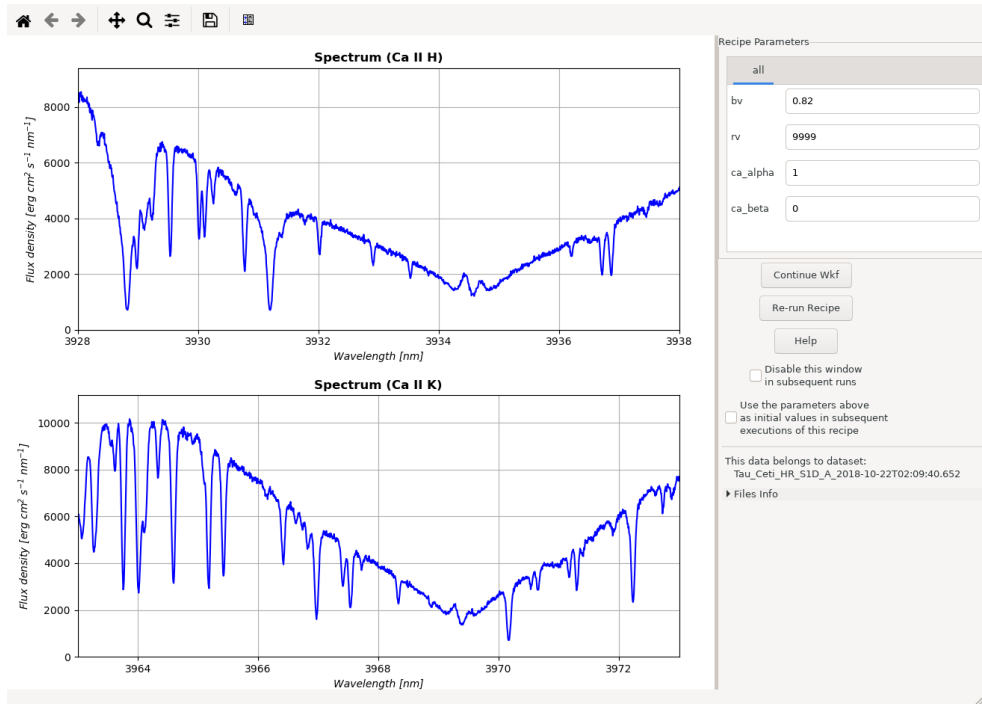 Recipe Parameters
all
bv 0.82
rv 9999
ca_alpha 1
ca_beta 0
Continue Wkf
Re-run Recipe
Help
Disable this window
in subsequent runs
Use the parameters above
as initial values in subsequent
executions of this recipe
This data belongs to dataset:
Tau_Ceti_HR_S1D_A_2018-10-22T02:09:40.652
Files Info
Spectrum (Ca II H)
Flux density [erg cm² s⁻¹ nm⁻¹]
8000
6000
4000
2000
0
3928 3930 3932 3934 3936 3938
Wavelength [nm]
Spectrum (Ca II K)
Flux density [erg cm² s⁻¹ nm⁻¹]
10000
8000
6000
4000
2000
0
3964 3966 3968 3970 3972
Wavelength [nm]